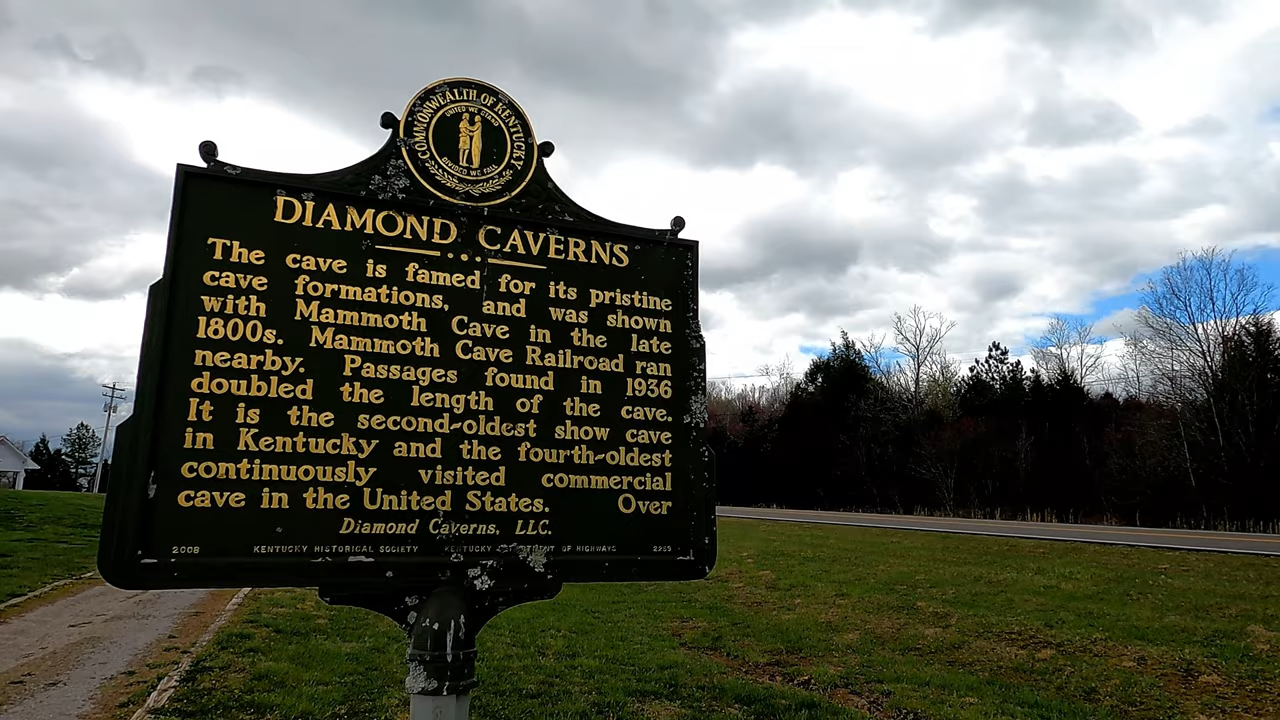 COMMONWEALTH OF KENTUCKY
UNITED WE STAND
DIVIDED WE FALL
DIAMOND CAVERNS
The cave is famed for its pristine
cave formations, and was shown
with Mammoth Cave in the late
1800s. Mammoth Cave Railroad ran
nearby. Passages found in 1936
doubled the length of the cave.
It is the second-oldest show cave
in Kentucky and the fourth-oldest
continuously visited commercial
cave in the United States. Over
Diamond Caverns, LLC.
2008 KENTUCKY HISTORICAL SOCIETY KENTUCKY DEPARTMENT OF HIGHWAYS